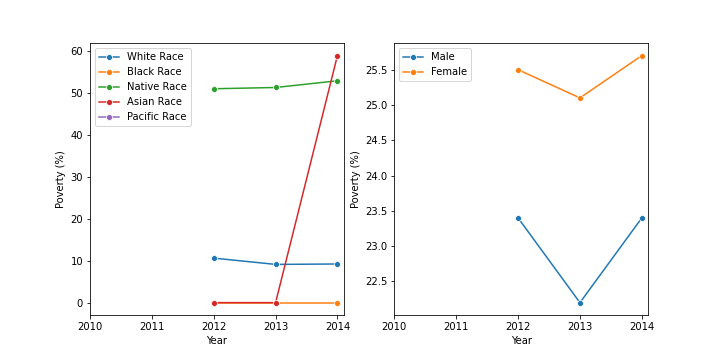 60
50
40
30
20
10
0
Poverty (%)
White Race
Black Race
Native Race
Asian Race
Pacific Race
2010 2011 2012 2013 2014
Year
25.5
25.0
24.5
24.0
23.5
23.0
22.5
Poverty (%)
Male
Female
2010 2011 2012 2013 2014
Year